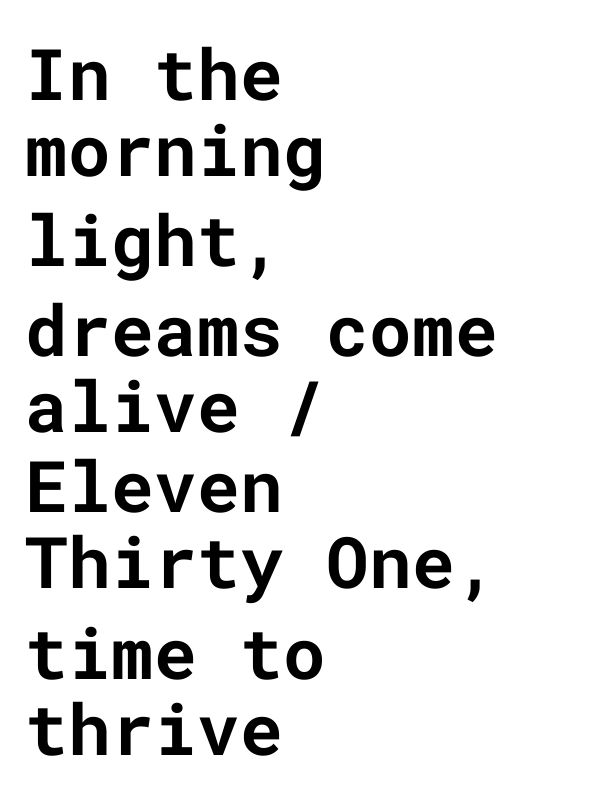 In the
morning
light,
dreams come
alive /
Eleven
Thirty One,
time to
thrive